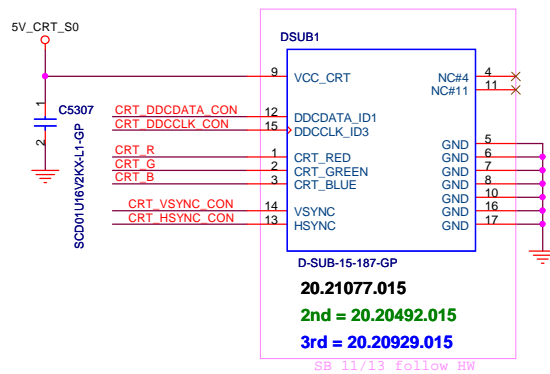 5V_CRT_S0
DSUB1
9 VCC_CRT NC#4 4
NC#11 11
1 C5307
2
SCD01U16V2KX-L1-GP
CRT_DDCDATA_CON 12 DDCDATA_ID1
CRT_DDCCLK_CON 15 DDCCLK_ID3
GND 5
CRT_R 1 CRT_RED GND 6
CRT_G 2 CRT_GREEN GND 7
CRT_B 3 CRT_BLUE GND 8
GND 10
CRT_VSYNC_CON 14 VSYNC GND 16
CRT_HSYNC_CON 13 HSYNC GND 17
D-SUB-15-187-GP
20.21077.015
2nd = 20.20492.015
3rd = 20.20929.015
SB 11/13 follow HW